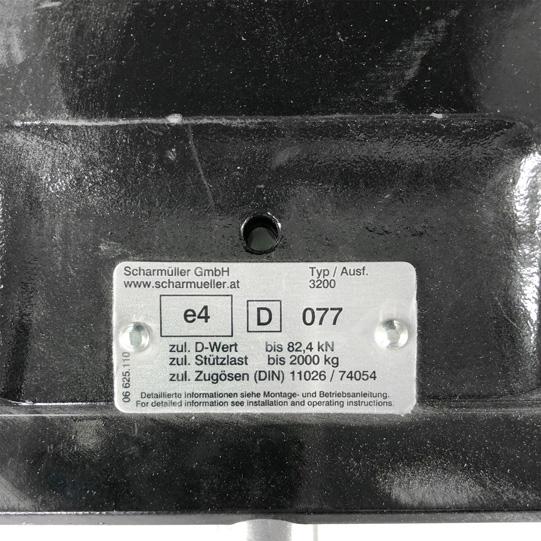 Scharmüller GmbH Typ / Ausf.
www.scharmueller.at 3200
e4 D 077
zul. D-Wert bis 82,4 kN
zul. Stützlast bis 2000 kg
zul. Zugösen (DIN) 11026 / 74054
Detaillierte informationen siehe Montage- und Betriebsanleitung.
For detailed information see installation and operating instructions.
06 625.110